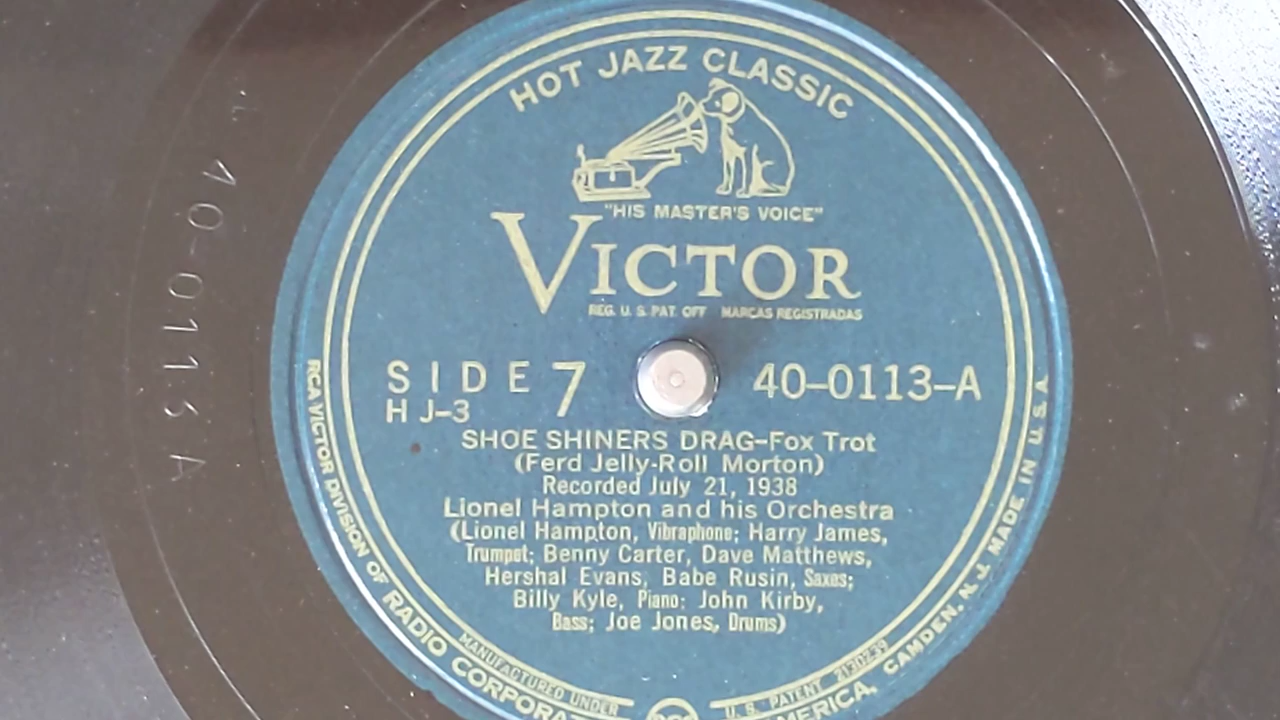 HOT JAZZ CLASSIC
"HIS MASTER'S VOICE"
VICTOR
REG. U. S. PAT. OFF MARCAS REGISTRADAS
SIDE 7
40-0113-A
H J-3
SHOE SHINERS DRAG-Fox Trot
(Ferd Jelly-Roll Morton)
Recorded July 21, 1938
Lionel Hampton and his Orchestra
(Lionel Hampton, Vibraphone; Harry James,
Trumpet; Benny Carter, Dave Matthews,
Hershal Evans, Babe Rusin, Saxes;
Billy Kyle, Piano; John Kirby,
Bass; Joe Jones, Drums)
MANUFACTURED UNDER
U. S. PATENT 2130239
RCA VICTOR DIVISION OF RADIO CORPORAT
AMERICA, CAMDEN, N. J. MADE IN U. S. A.
40-0113 A